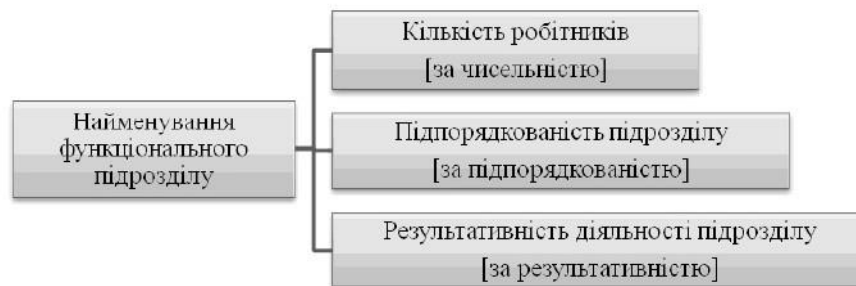 Кількість робітників
[за чисельністю]
Найменування
функціонального
підрозділу
Підпорядкованість підрозділу
[за підпорядкованістю]
Результативність діяльності підрозділу
[за результативністю]